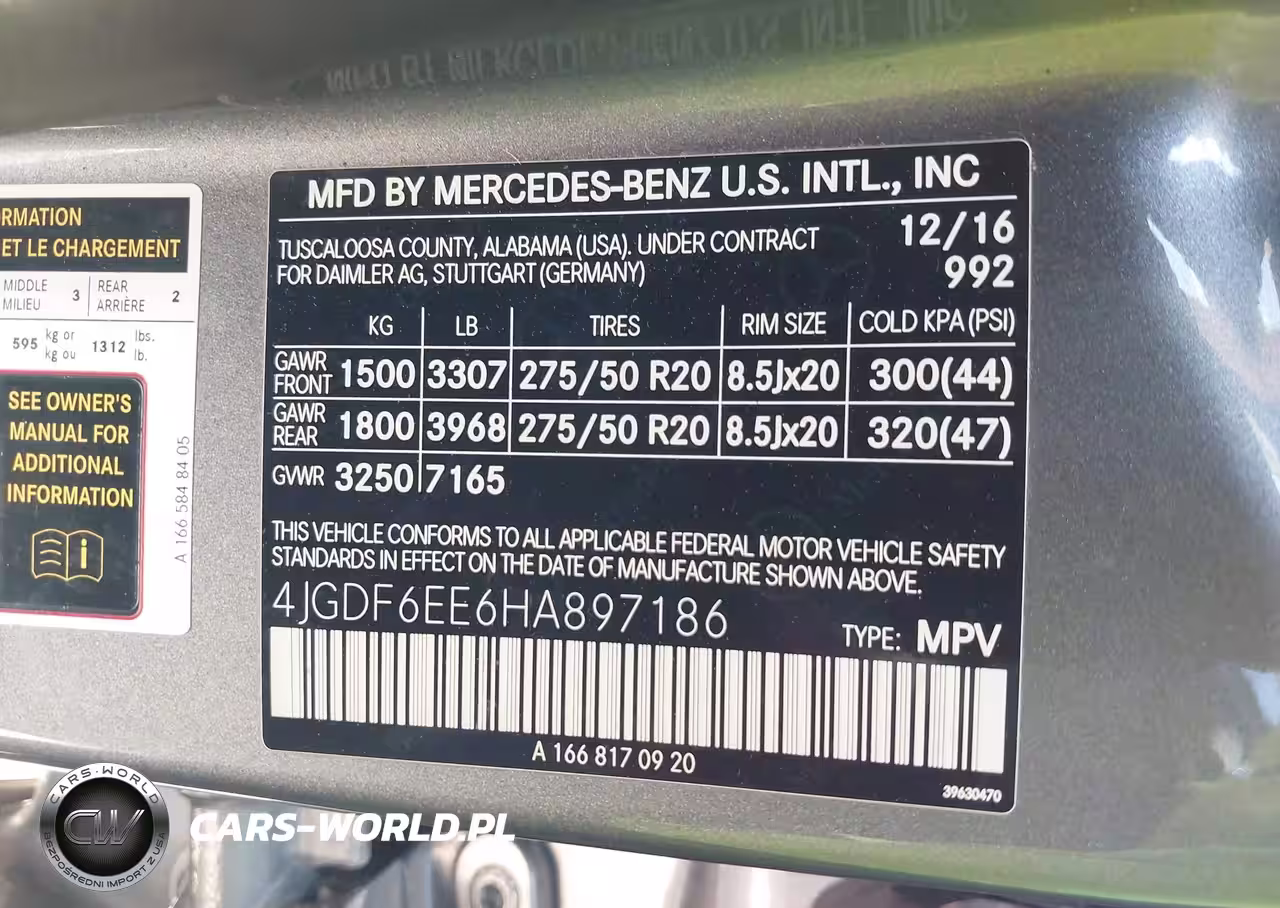 RMATION
ET LE CHARGEMENT
MIDDLE
MILIEU 3
REAR
ARRIÈRE 2
595 kg or
kg ou 1312 lbs.
lb.
SEE OWNER'S
MANUAL FOR
ADDITIONAL
INFORMATION
A 166 584 84 05
MFD BY MERCEDES-BENZ U.S. INTL., INC
TUSCALOOSA COUNTY, ALABAMA (USA). UNDER CONTRACT
FOR DAIMLER AG, STUTTGART (GERMANY)
12/16
992
KG LB TIRES RIM SIZE COLD KPA (PSI)
GAWR
FRONT 1500 3307 275/50 R20 8.5Jx20 300(44)
GAWR
REAR 1800 3968 275/50 R20 8.5Jx20 320(47)
GVWR 3250 7165
THIS VEHICLE CONFORMS TO ALL APPLICABLE FEDERAL MOTOR VEHICLE SAFETY
STANDARDS IN EFFECT ON THE DATE OF MANUFACTURE SHOWN ABOVE.
4JGDF6EE6HA897186
TYPE: MPV
A 166 817 09 20
39630470
CARS-WORLD
CW
BEZPOŚREDNI IMPORT Z USA
CARS-WORLD.PL